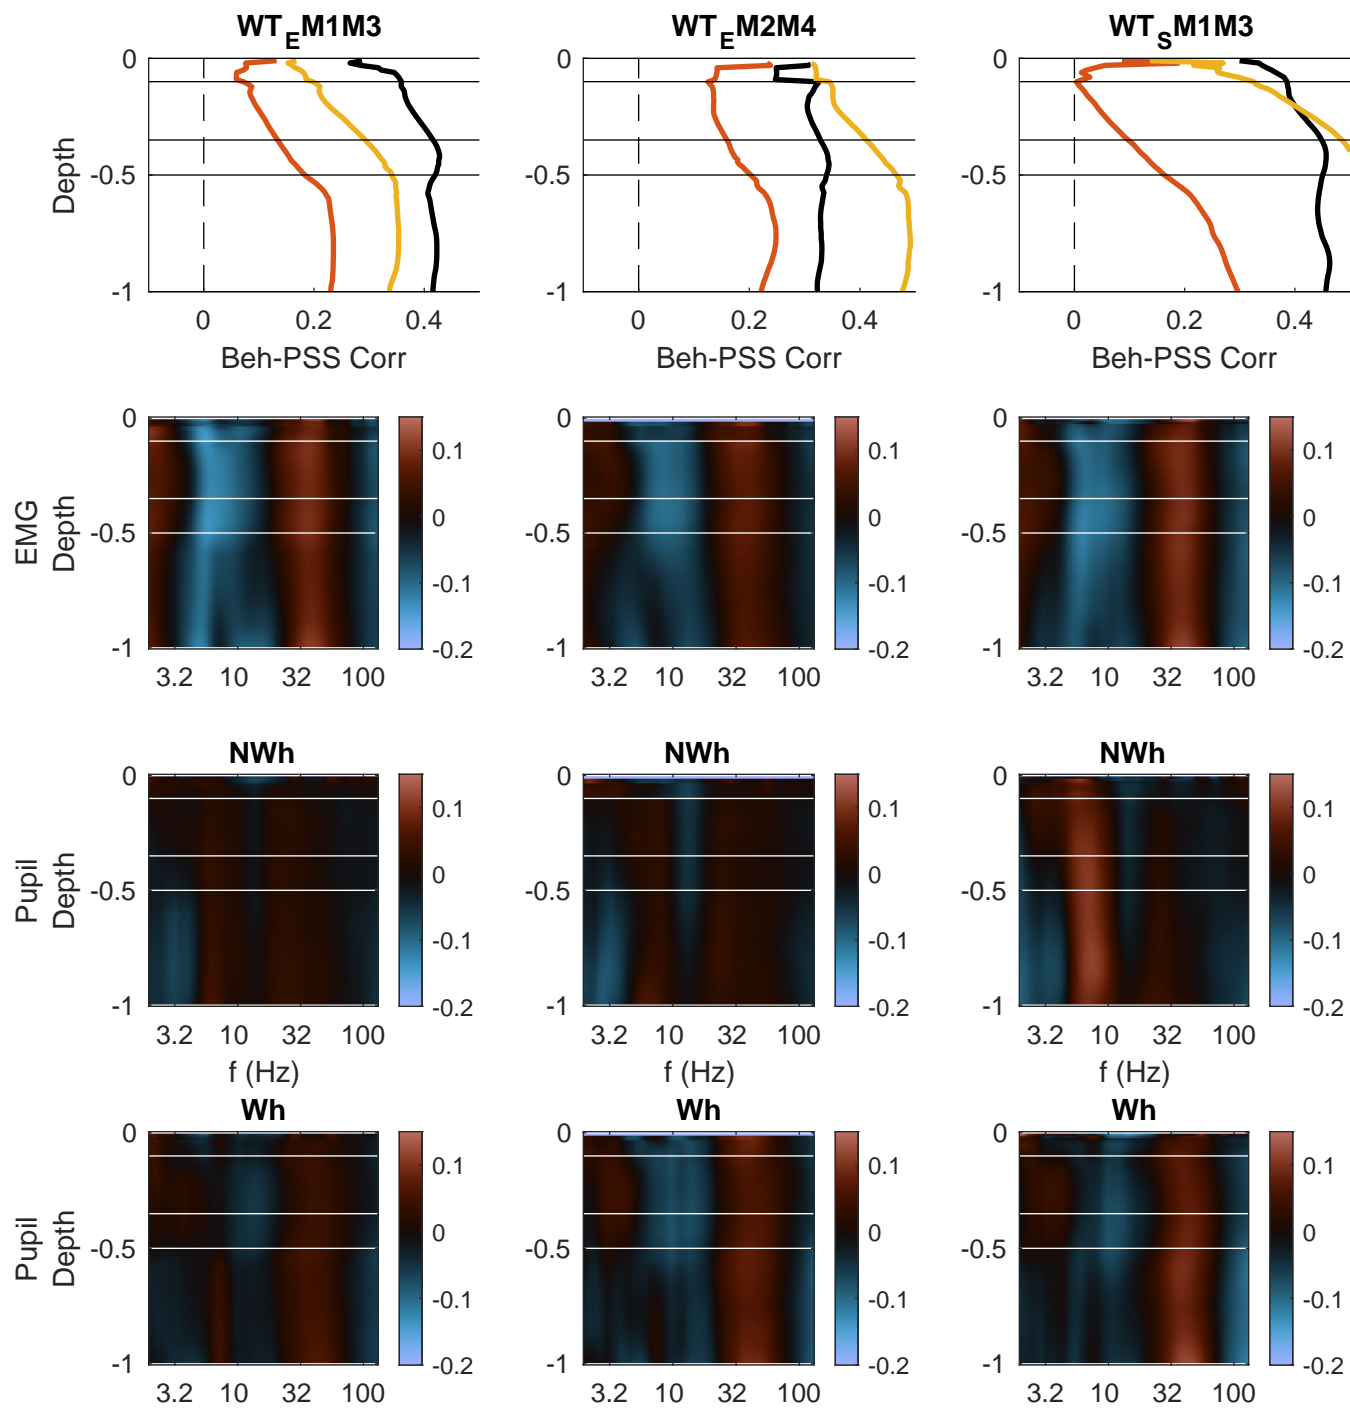 WT_EM1M3 WT_EM2M4 WT_SM1M3
0 0 0
Depth
-0.5 -0.5 -0.5
-1 -1 -1
0 0.2 0.4 0.2 0.4 0 0.2 0.4
0
Beh-PSS Corr Beh-PSS Corr Beh-PSS Corr
0 0 0
0.1 0.1 0.1
EMG
Depth
0 0 0
-0.5 -0.5 -0.5
-0.1 -0.1 -0.1
-1 -0.2 -1 -0.2 -1 -0.2
3.2 10 32 100 3.2 10 32 100 3.2 10 32 100
NWh NWh NWh
0 0 0
0.1 0.1 0.1
Pupil
Depth
0 0 0
-0.5 -0.5 -0.5
-0.1 -0.1 -0.1
-1 -0.2 -1 -0.2 -1 -0.2
3.2 10 32 100 3.2 10 32 100 3.2 10 32 100
f (Hz) f (Hz) f (Hz)
Wh Wh Wh
0 0 0
0.1 0.1 0.1
Pupil
Depth
0 0 0
-0.5 -0.5 -0.5
-0.1 -0.1 -0.1
-1 -0.2 -1 -0.2 -1 -0.2
3.2 10 32 100 3.2 10 32 100 3.2 10 32 100